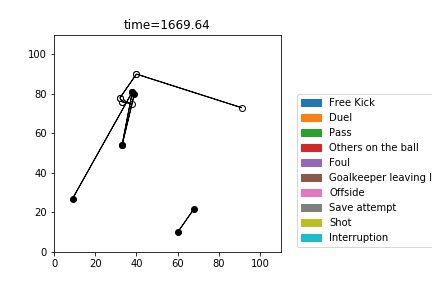 time=1669.64
100
80
60
40
20
0
0 20 40 60 80 100
Free Kick
Duel
Pass
Others on the ball
Foul
Goalkeeper leaving l
Offside
Save attempt
Shot
Interruption